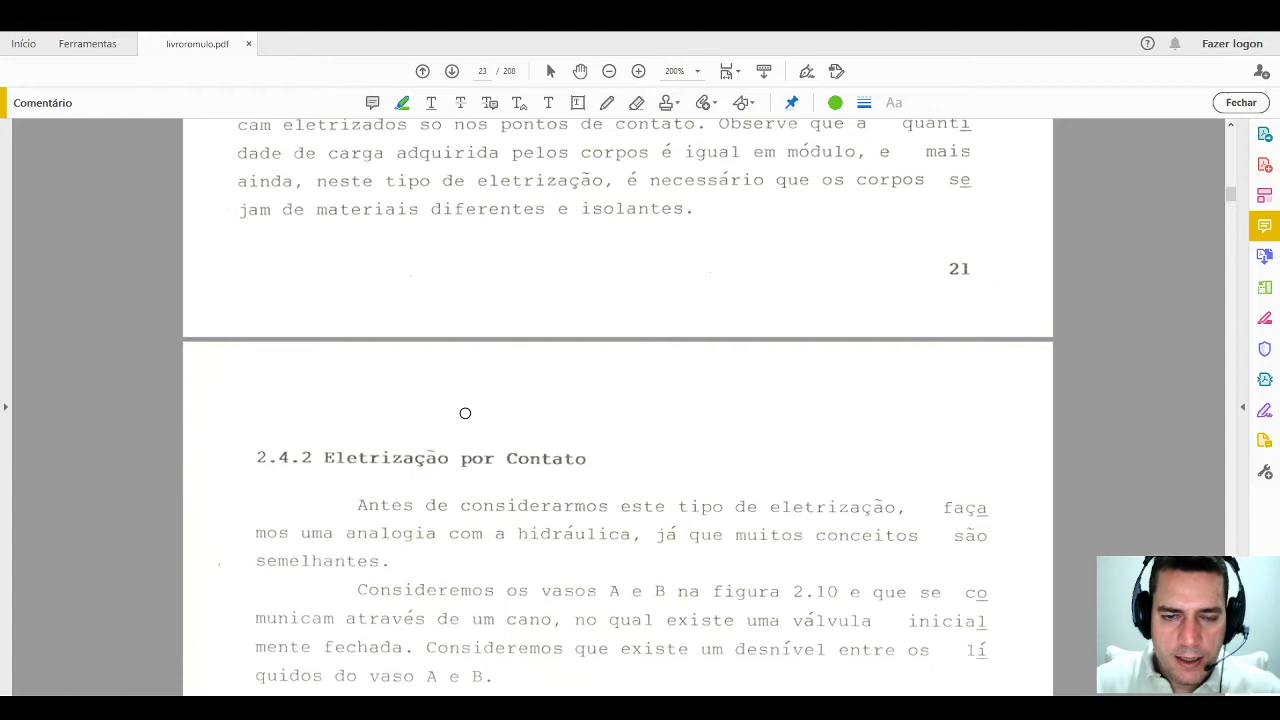 Início
Ferramentas
livroromulo.pdf
×
Fazer logon
23 / 208
200%
Comentário
Aa
Fechar
cam eletrizados só nos pontos de contato. Observe que a quanti
dade de carga adquirida pelos corpos é igual em módulo, e mais
ainda, neste tipo de eletrização, é necessário que os corpos se
jam de materiais diferentes e isolantes.
21
2.4.2 Eletrização por Contato
Antes de considerarmos este tipo de eletrização, faça
mos uma analogia com a hidráulica, já que muitos conceitos são
semelhantes.
Consideremos os vasos A e B na figura 2.10 e que se co
municam através de um cano, no qual existe uma válvula inicial
mente fechada. Consideremos que existe um desnível entre os lí
quidos do vaso A e B.